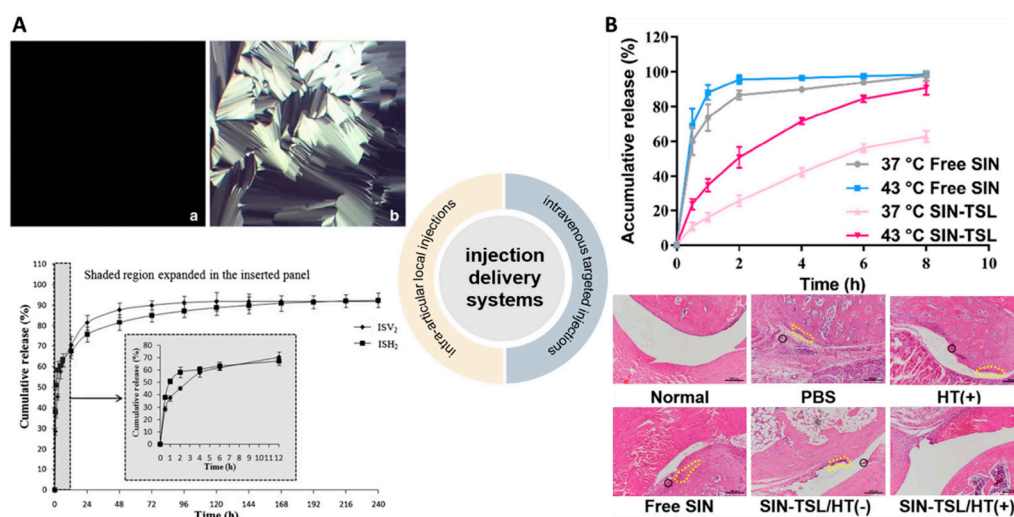 A
a
b
Shaded region expanded in the inserted panel
Cumulative release (%)
110
100
90
80
70
60
50
40
30
20
10
0
0 24 48 72 96 120 144 168 192 216 240
Time (h)
ISV2
ISH2
Cumulative release (%)
80
70
60
50
40
30
20
10
0
0 1 2 3 4 5 6 7 8 9 10 11 12
Time (h)
intra-articular local injections
injection
delivery
systems
intravenous targeted injections
B
Accumulative release (%)
120
100
80
60
40
20
0
0 2 4 6 8 10
Time (h)
37 °C Free SIN
43 °C Free SIN
37 °C SIN-TSL
43 °C SIN-TSL
Normal
PBS
HT(+)
Free SIN
SIN-TSL/HT(-)
SIN-TSL/HT(+)